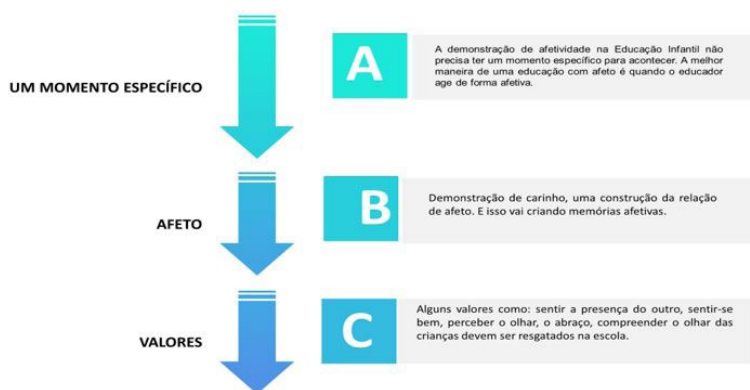 UM MOMENTO ESPECÍFICO
A
A demonstração de afetividade na Educação Infantil não
precisa ter um momento específico para acontecer. A melhor
maneira de uma educação com afeto é quando o educador
age de forma afetiva.
AFETO
B
Demonstração de carinho, uma construção da relação
de afeto. E isso vai criando memórias afetivas.
VALORES
C
Alguns valores como: sentir a presença do outro, sentir-se
bem, perceber o olhar, o abraço, compreender o olhar das
crianças devem ser resgatados na escola.